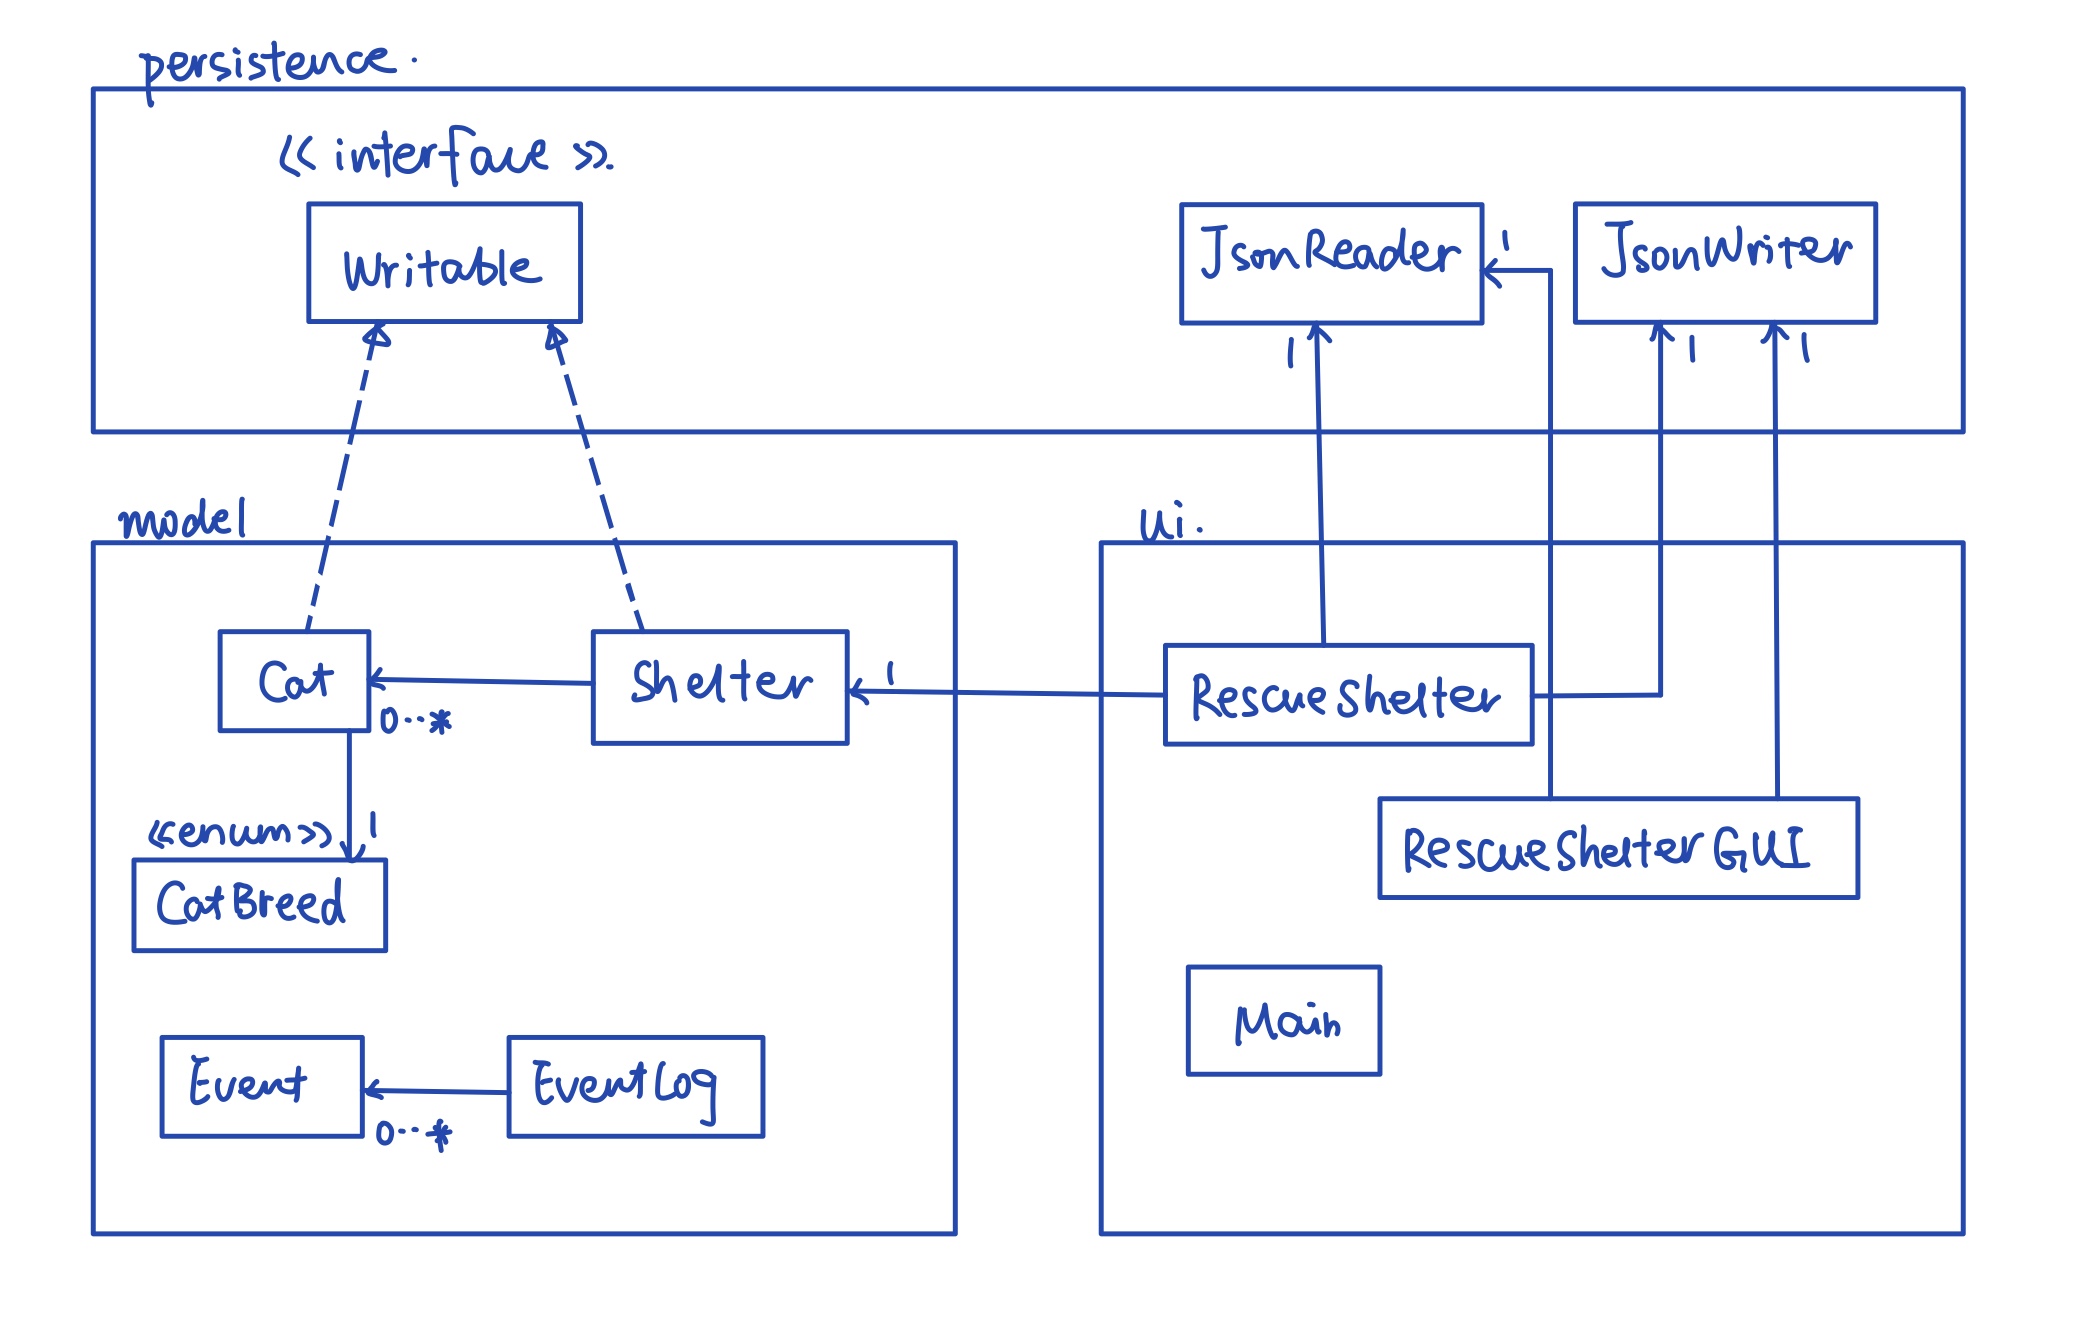 persistence.
<< interface >>.
Writable
JsonReader
1
JsonWriter
1
1
1
model
ui.
Cat
0..*
Shelter
1
RescueShelter
<<enum>>
1
CatBreed
RescueShelterGUI
Main
Event
0..*
EventLog